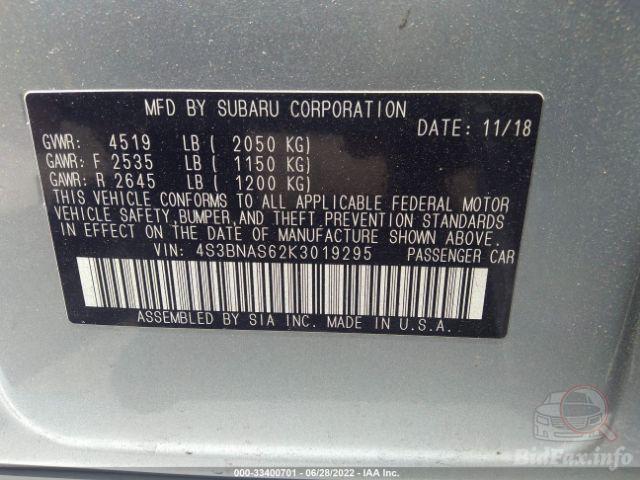 MFD BY SUBARU CORPORATION
DATE: 11/18
GVWR: 4519 LB ( 2050 KG)
GAWR: F 2535 LB ( 1150 KG)
GAWR: R 2645 LB ( 1200 KG)
THIS VEHICLE CONFORMS TO ALL APPLICABLE FEDERAL MOTOR
VEHICLE SAFETY, BUMPER, AND THEFT PREVENTION STANDARDS
IN EFFECT ON THE DATE OF MANUFACTURE SHOWN ABOVE.
VIN: 4S3BNAS62K3019295 PASSENGER CAR
ASSEMBLED BY SIA INC. MADE IN U.S.A.
BidFax.info
000-33400701 - 06/28/2022 - IAA Inc.